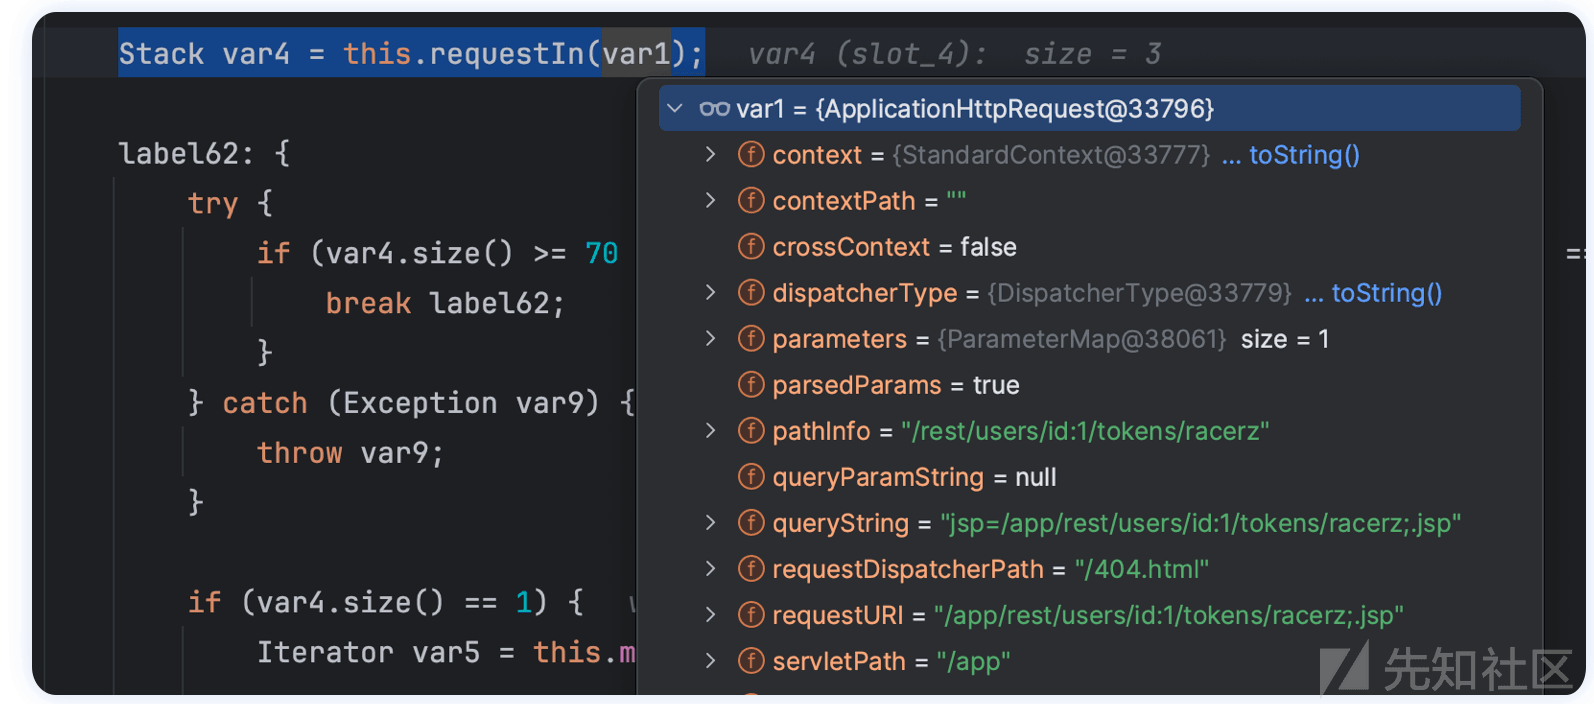 Stack var4 = this.requestIn(var1); var4 (slot_4): size = 3
var1 = {ApplicationHttpRequest@33796}
label62: {
context = {StandardContext@33777} ... toString()
try {
contextPath = ""
if (var4.size() >= 70
crossContext = false
break label62;
dispatcherType = {DispatcherType@33779} ... toString()
}
parameters = {ParameterMap@38061} size = 1
} catch (Exception var9) {
parsedParams = true
throw var9;
pathInfo = "/rest/users/id:1/tokens/racerz"
}
queryParamString = null
queryString = "jsp=/app/rest/users/id:1/tokens/racerz;.jsp"
requestDispatcherPath = "/404.html"
if (var4.size() == 1) {
requestURI = "/app/rest/users/id:1/tokens/racerz;.jsp"
Iterator var5 = this.m
servletPath = "/app"
先知社区